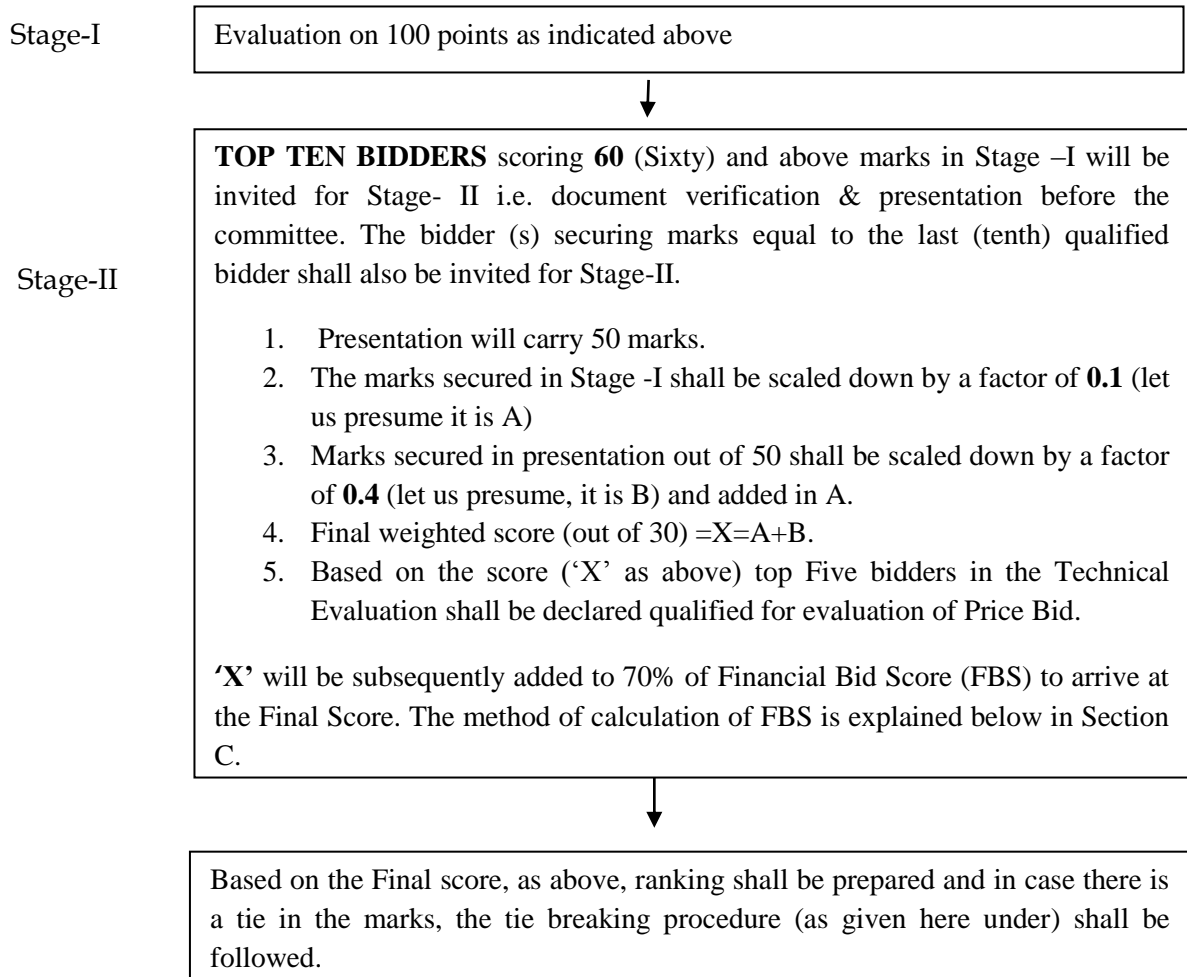 Stage-I
Evaluation on 100 points as indicated above
TOP TEN BIDDERS scoring 60 (Sixty) and above marks in Stage –I will be
invited for Stage- II i.e. document verification & presentation before the
committee. The bidder (s) securing marks equal to the last (tenth) qualified
bidder shall also be invited for Stage-II.
Stage-II
1. Presentation will carry 50 marks.
2. The marks secured in Stage -I shall be scaled down by a factor of 0.1 (let
us presume it is A)
3. Marks secured in presentation out of 50 shall be scaled down by a factor
of 0.4 (let us presume, it is B) and added in A.
4. Final weighted score (out of 30) =X=A+B.
5. Based on the score (‘X’ as above) top Five bidders in the Technical
Evaluation shall be declared qualified for evaluation of Price Bid.
‘X’ will be subsequently added to 70% of Financial Bid Score (FBS) to arrive at
the Final Score. The method of calculation of FBS is explained below in Section
C.
Based on the Final score, as above, ranking shall be prepared and in case there is
a tie in the marks, the tie breaking procedure (as given here under) shall be
followed.